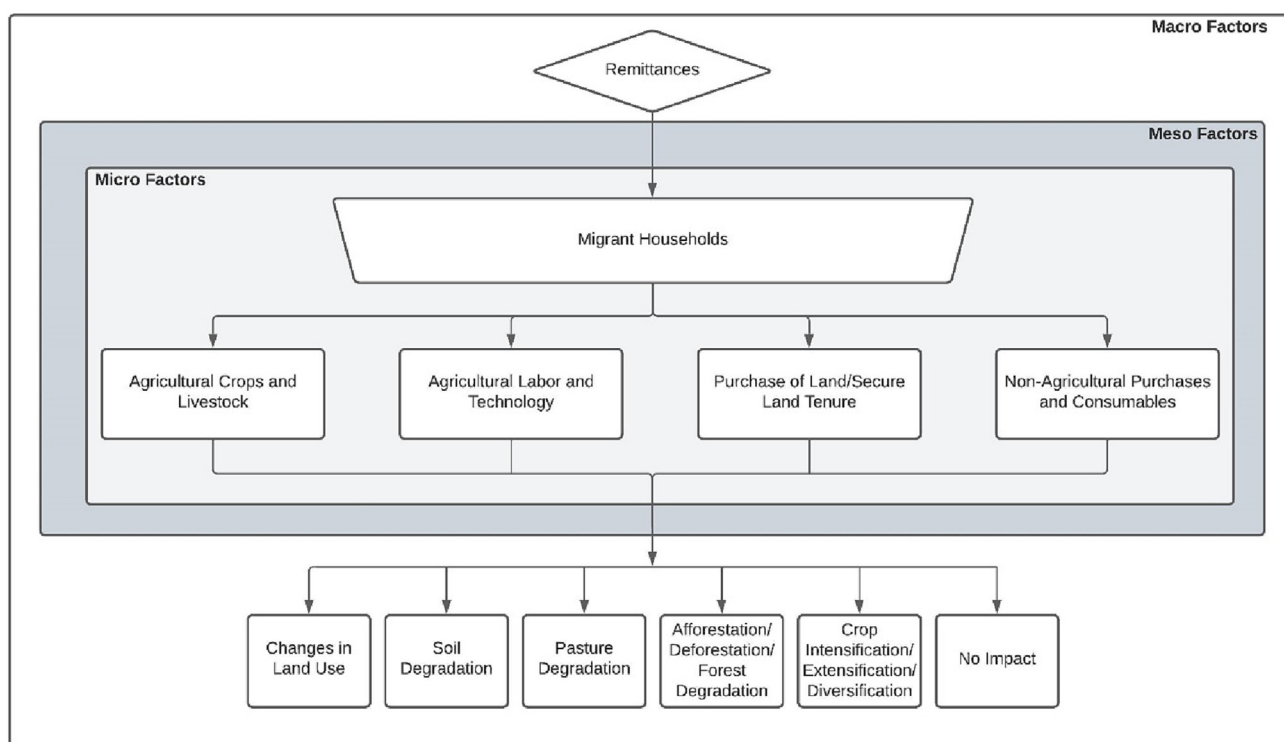 Macro Factors
Remittances
Meso Factors
Micro Factors
Migrant Households
Agricultural Crops and
Livestock
Agricultural Labor and
Technology
Purchase of Land/Secure
Land Tenure
Non-Agricultural Purchases
and Consumables
Changes in
Land Use
Soil
Degradation
Pasture
Degradation
Afforestation/
Deforestation/
Forest
Degradation
Crop
Intensification/
Extensification/
Diversification
No Impact